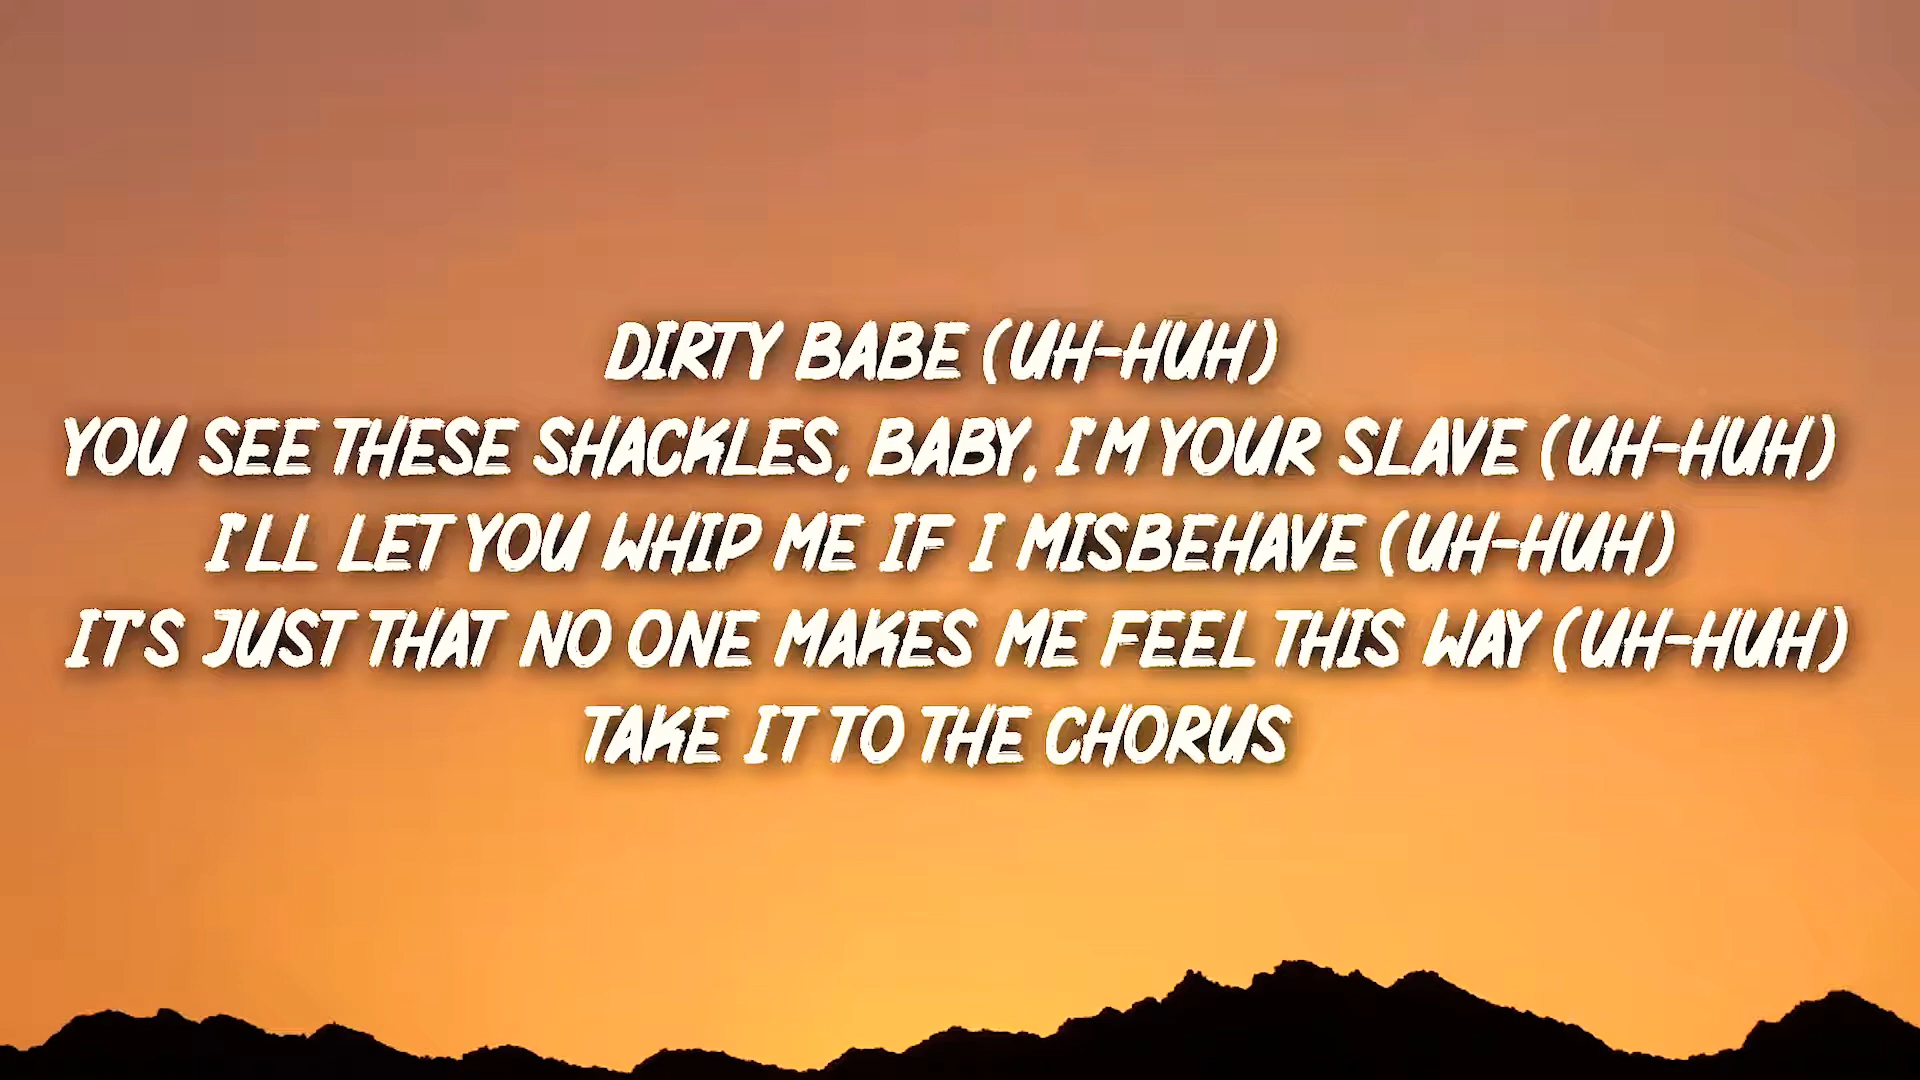 DIRTY BABE (UH-HUH)
YOU SEE THESE SHACKLES, BABY, I'M YOUR SLAVE (UH-HUH)
I'LL LET YOU WHIP ME IF I MISBEHAVE (UH-HUH)
IT'S JUST THAT NO ONE MAKES ME FEEL THIS WAY (UH-HUH)
TAKE IT TO THE CHORUS